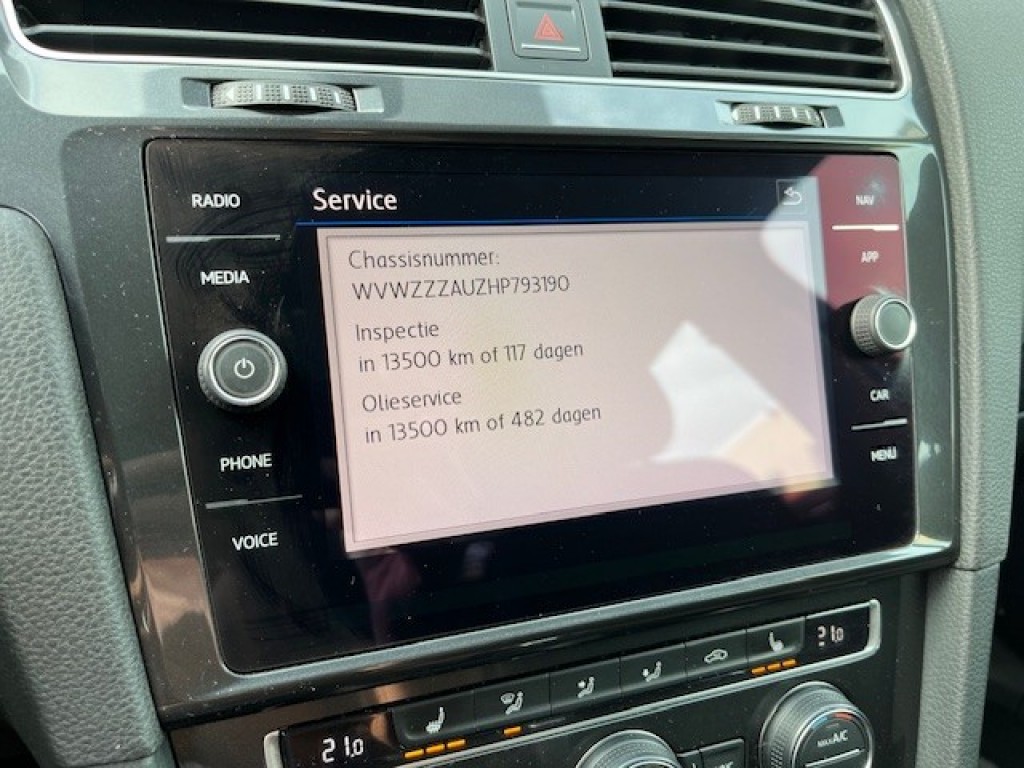 RADIO
Service
NAV
MEDIA
APP
Chassisnummer:
WVWZZZAUZHP793190
Inspectie
in 13500 km of 117 dagen
Olieservice
in 13500 km of 482 dagen
CAR
PHONE
MENU
VOICE
21.0
21.0
MAX A/C